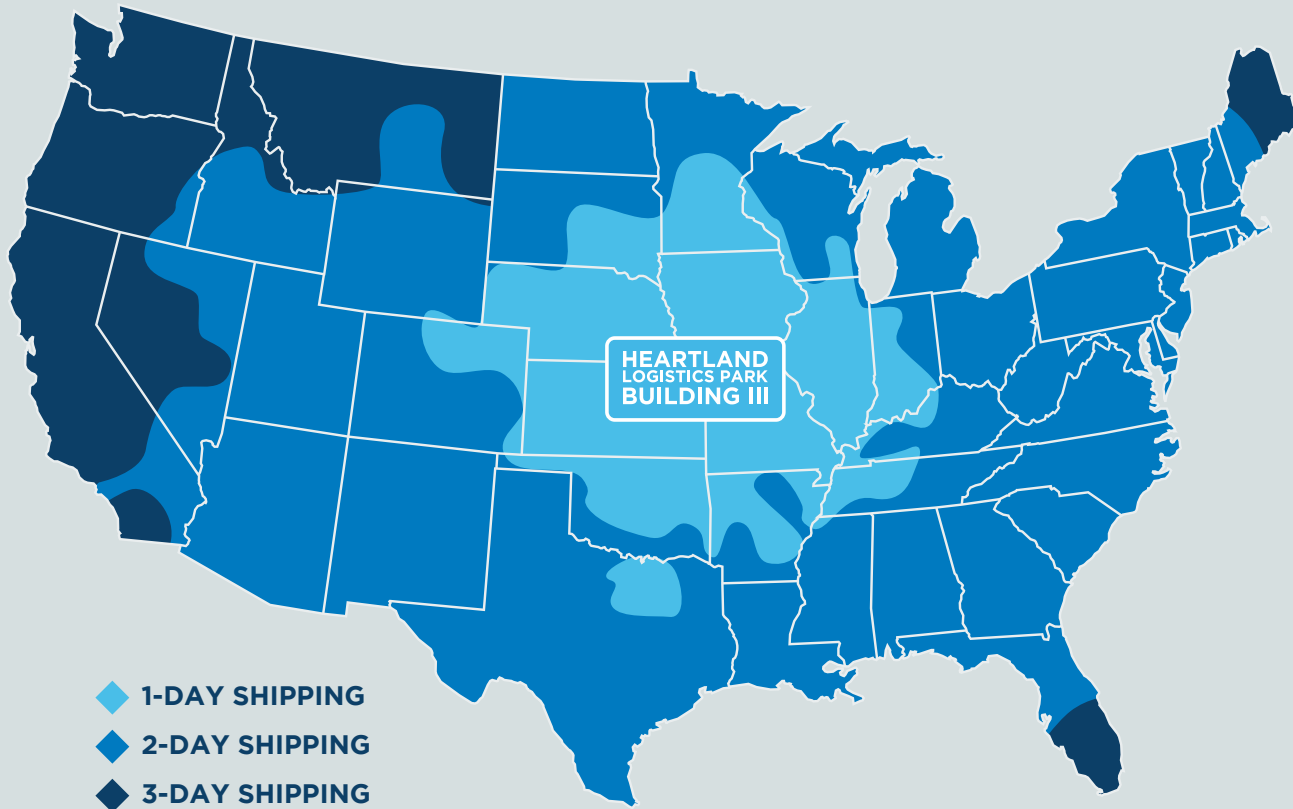 HEARTLAND
LOGISTICS PARK
BUILDING III
1-DAY SHIPPING
2-DAY SHIPPING
3-DAY SHIPPING